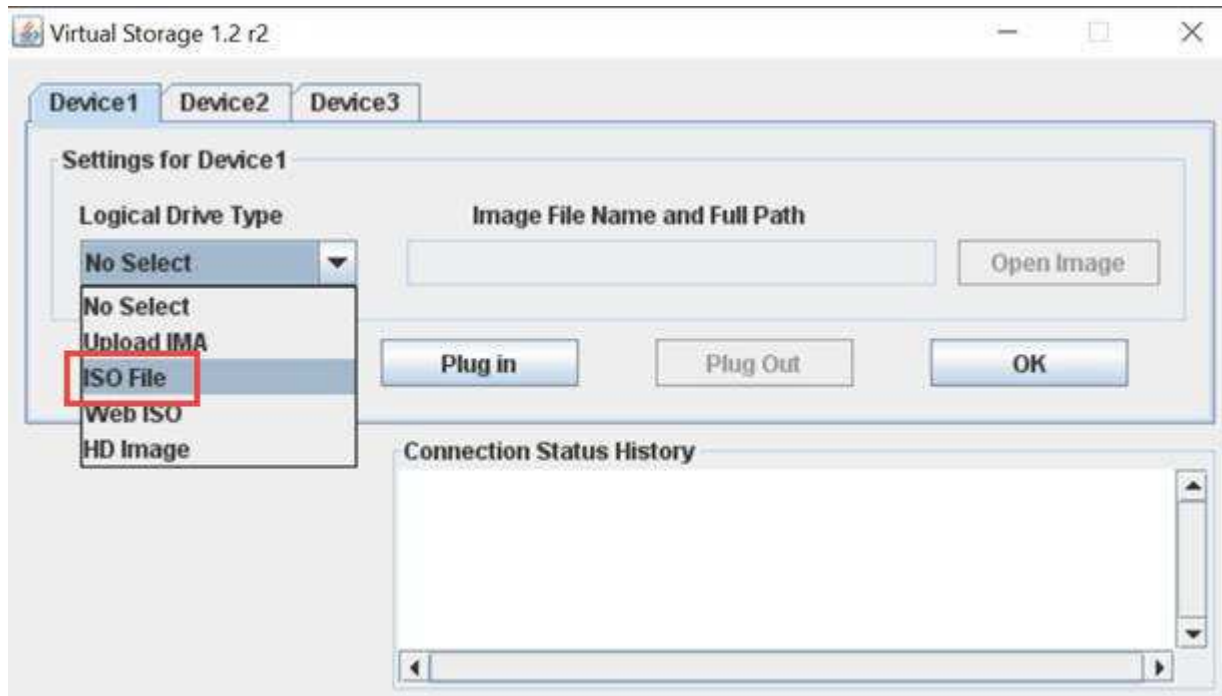 Virtual Storage 1.2 r2
Device1 Device2 Device3
Settings for Device1
Logical Drive Type Image File Name and Full Path
No Select Open Image
No Select
Upload IMA
ISO File
Web ISO
HD Image
Plug in Plug Out OK
Connection Status History